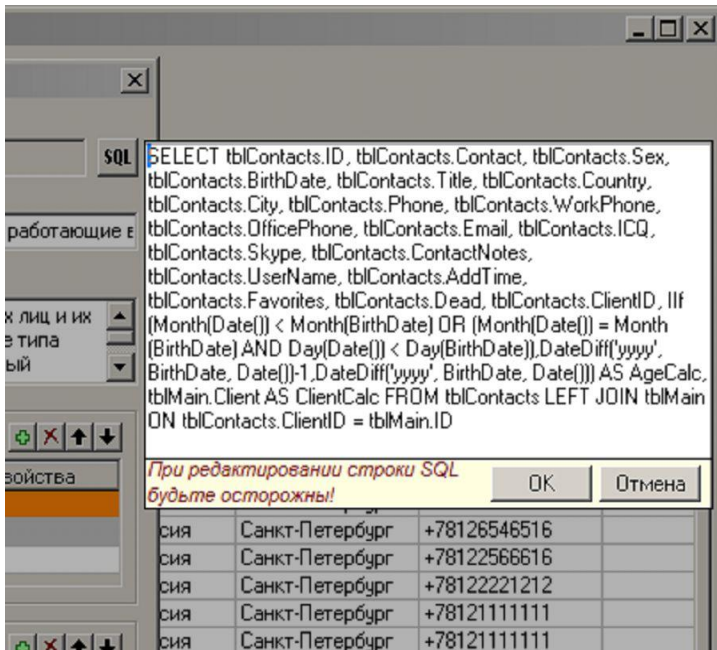 SQL
SELECT tblContacts.ID, tblContacts.Contact, tblContacts.Sex,
tblContacts.BirthDate, tblContacts.Title, tblContacts.Country,
tblContacts.City, tblContacts.Phone, tblContacts.WorkPhone,
tblContacts.OfficePhone, tblContacts.Email, tblContacts.ICQ,
tblContacts.Skype, tblContacts.ContactNotes,
tblContacts.UserName, tblContacts.AddTime,
tblContacts.Favorites, tblContacts.Dead, tblContacts.ClientID, IIf
(Month(Date()) < Month(BirthDate) OR (Month(Date()) = Month
(BirthDate) AND Day(Date()) < Day(BirthDate)),DateDiff('yyyy',
BirthDate, Date())-1,DateDiff('yyyy', BirthDate, Date())) AS AgeCalc,
tblMain.Client AS ClientCalc FROM tblContacts LEFT JOIN tblMain
ON tblContacts.ClientID = tblMain.ID
работающие в
х лиц и их
е типа
ый
войства
При редактировании строки SQL
будьте осторожны!
OK
Отмена
сия Санкт-Петербург +78126546516
сия Санкт-Петербург +78122566616
сия Санкт-Петербург +78122221212
сия Санкт-Петербург +78121111111
сия Санкт-Петербург +78121111111